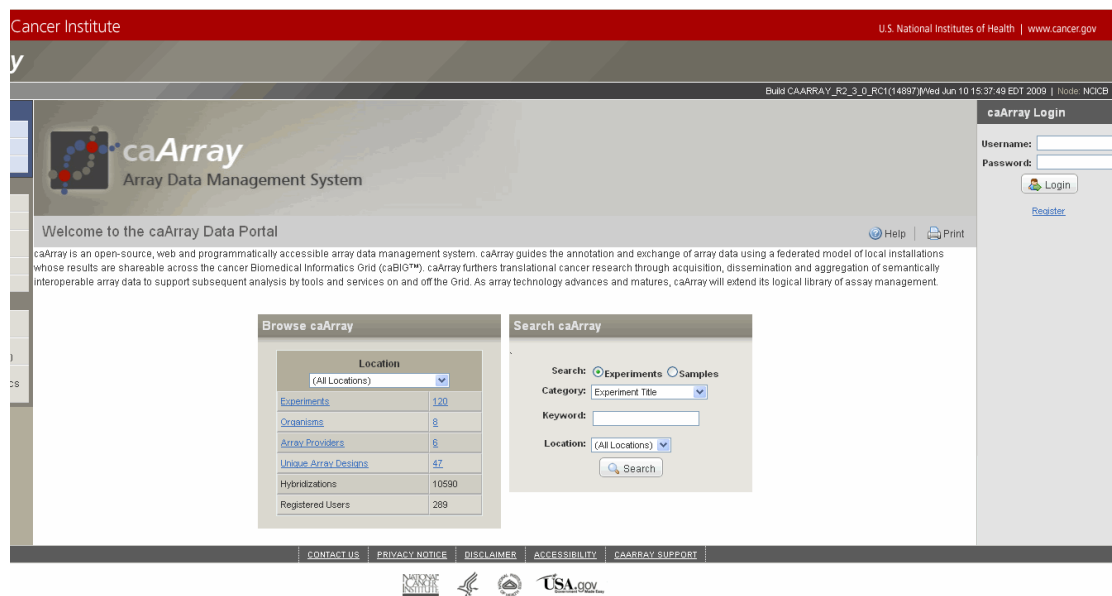 Cancer Institute
U.S. National Institutes of Health | www.cancer.gov
y
Build CAARRAY_R2_3_0_RC1(14897)|Wed Jun 10 15:37:49 EDT 2009 | Node: NCICB
caArray
Array Data Management System
caArray Login
Username:
Password:
Login
Register
Welcome to the caArray Data Portal
Help
Print
caArray is an open-source, web and programmatically accessible array data management system. caArray guides the annotation and exchange of array data using a federated model of local installations
whose results are shareable across the cancer Biomedical Informatics Grid (caBIG™). caArray furthers translational cancer research through acquisition, dissemination and aggregation of semantically
interoperable array data to support subsequent analysis by tools and services on and off the Grid. As array technology advances and matures, caArray will extend its logical library of assay management.
Browse caArray
Location
(All Locations)
Experiments 120
Organisms 8
Array Providers 6
Unique Array Designs 47
Hybridizations 10590
Registered Users 289
Search caArray
Search: Experiments Samples
Category: Experiment Title
Keyword:
Location: (All Locations)
Search
cs
CONTACT US PRIVACY NOTICE DISCLAIMER ACCESSIBILITY CAARRAY SUPPORT
NATIONAL
CANCER
INSTITUTE
USA.gov
Government Made Easy